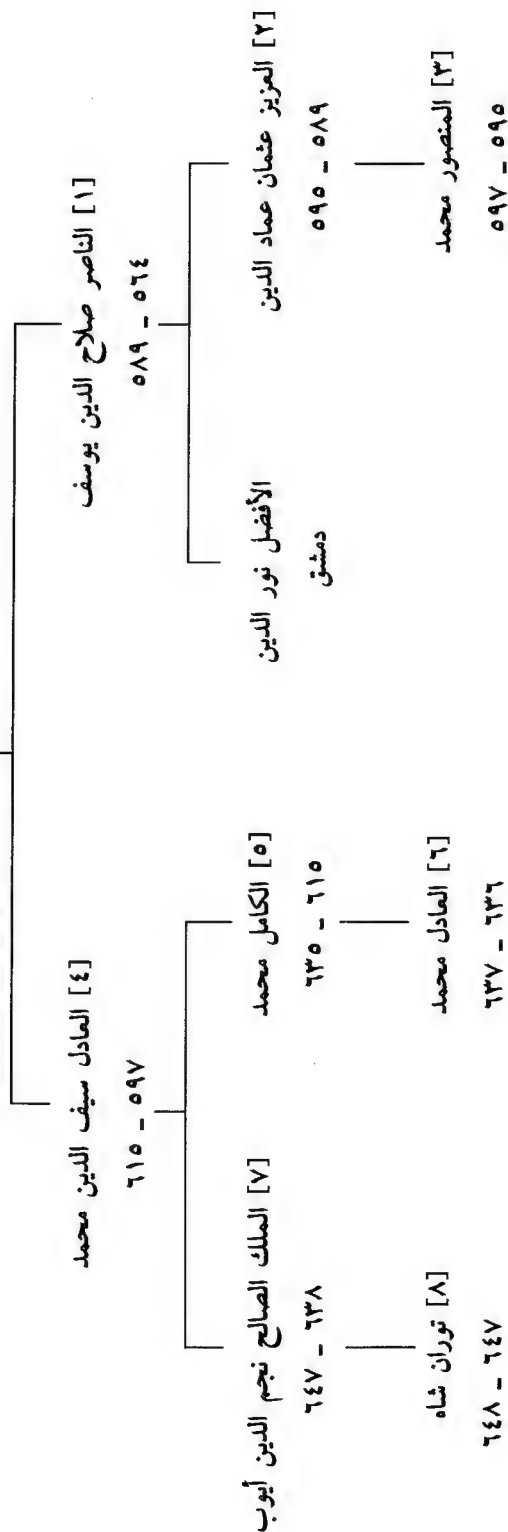 [١] الناصر صلاح الدين يوسف
٥٦٤ - ٥٨٩
[٤] العادل سيف الدين محمد
٥٩٧ - ٦١٥
[٢] العزيز عثمان عماد الدين
٥٨٩ - ٥٩٥
الأفضل نور الدين
دمشق
[٥] الكامل محمد
٦١٥ - ٦٣٥
[٧] الملك الصالح نجم الدين أيوب
٦٣٨ - ٦٤٧
[٣] المنصور محمد
٥٩٥ - ٥٩٧
[٦] العادل محمد
٦٣٦ - ٦٣٧
[٨] توران شاه
٦٤٧ - ٦٤٨